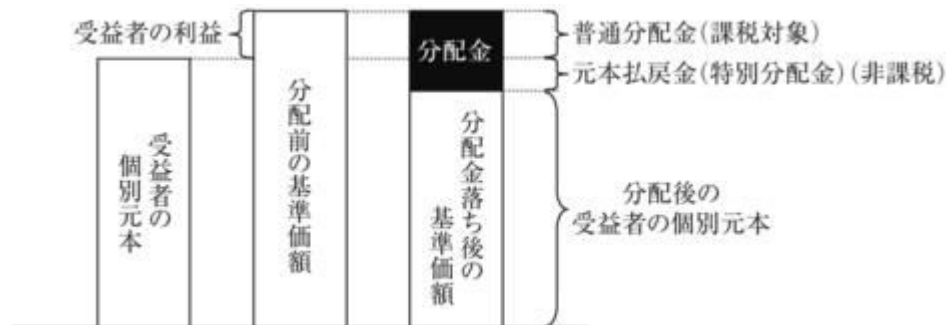 受益者の利益
分配金
普通分配金(課税対象)
元本払戻金(特別分配金)(非課税)
受益者の
個別元本
分配前の基準価額
分配金落ち後の
基準価額
分配後の
受益者の個別元本